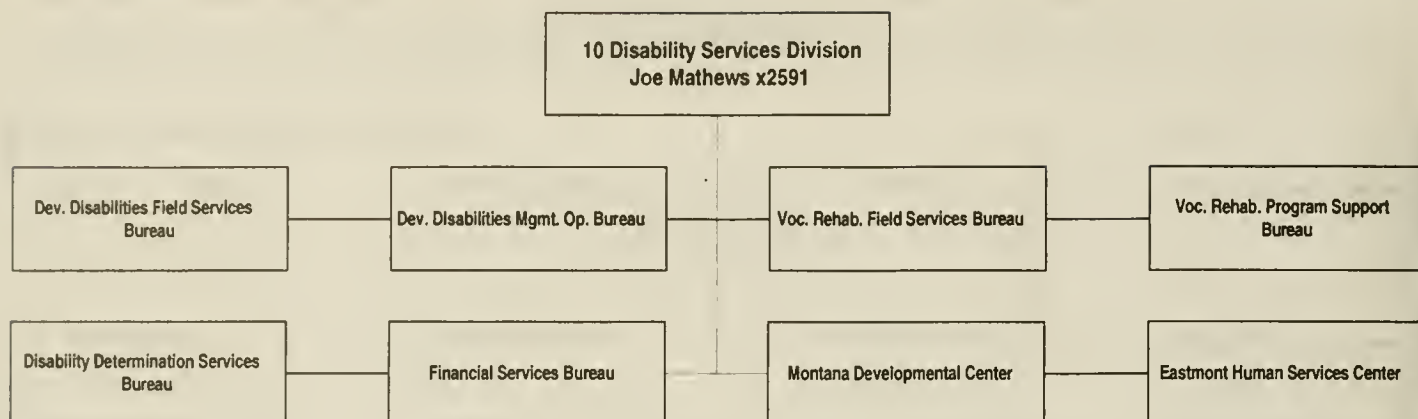 10 Disability Services Division
Joe Mathews x2591
Dev. Disabilities Field Services
Bureau
Dev. Disabilities Mgmt. Op. Bureau
Voc. Rehab. Field Services Bureau
Voc. Rehab. Program Support
Bureau
Disability Determination Services
Bureau
Financial Services Bureau
Montana Developmental Center
Eastmont Human Services Center